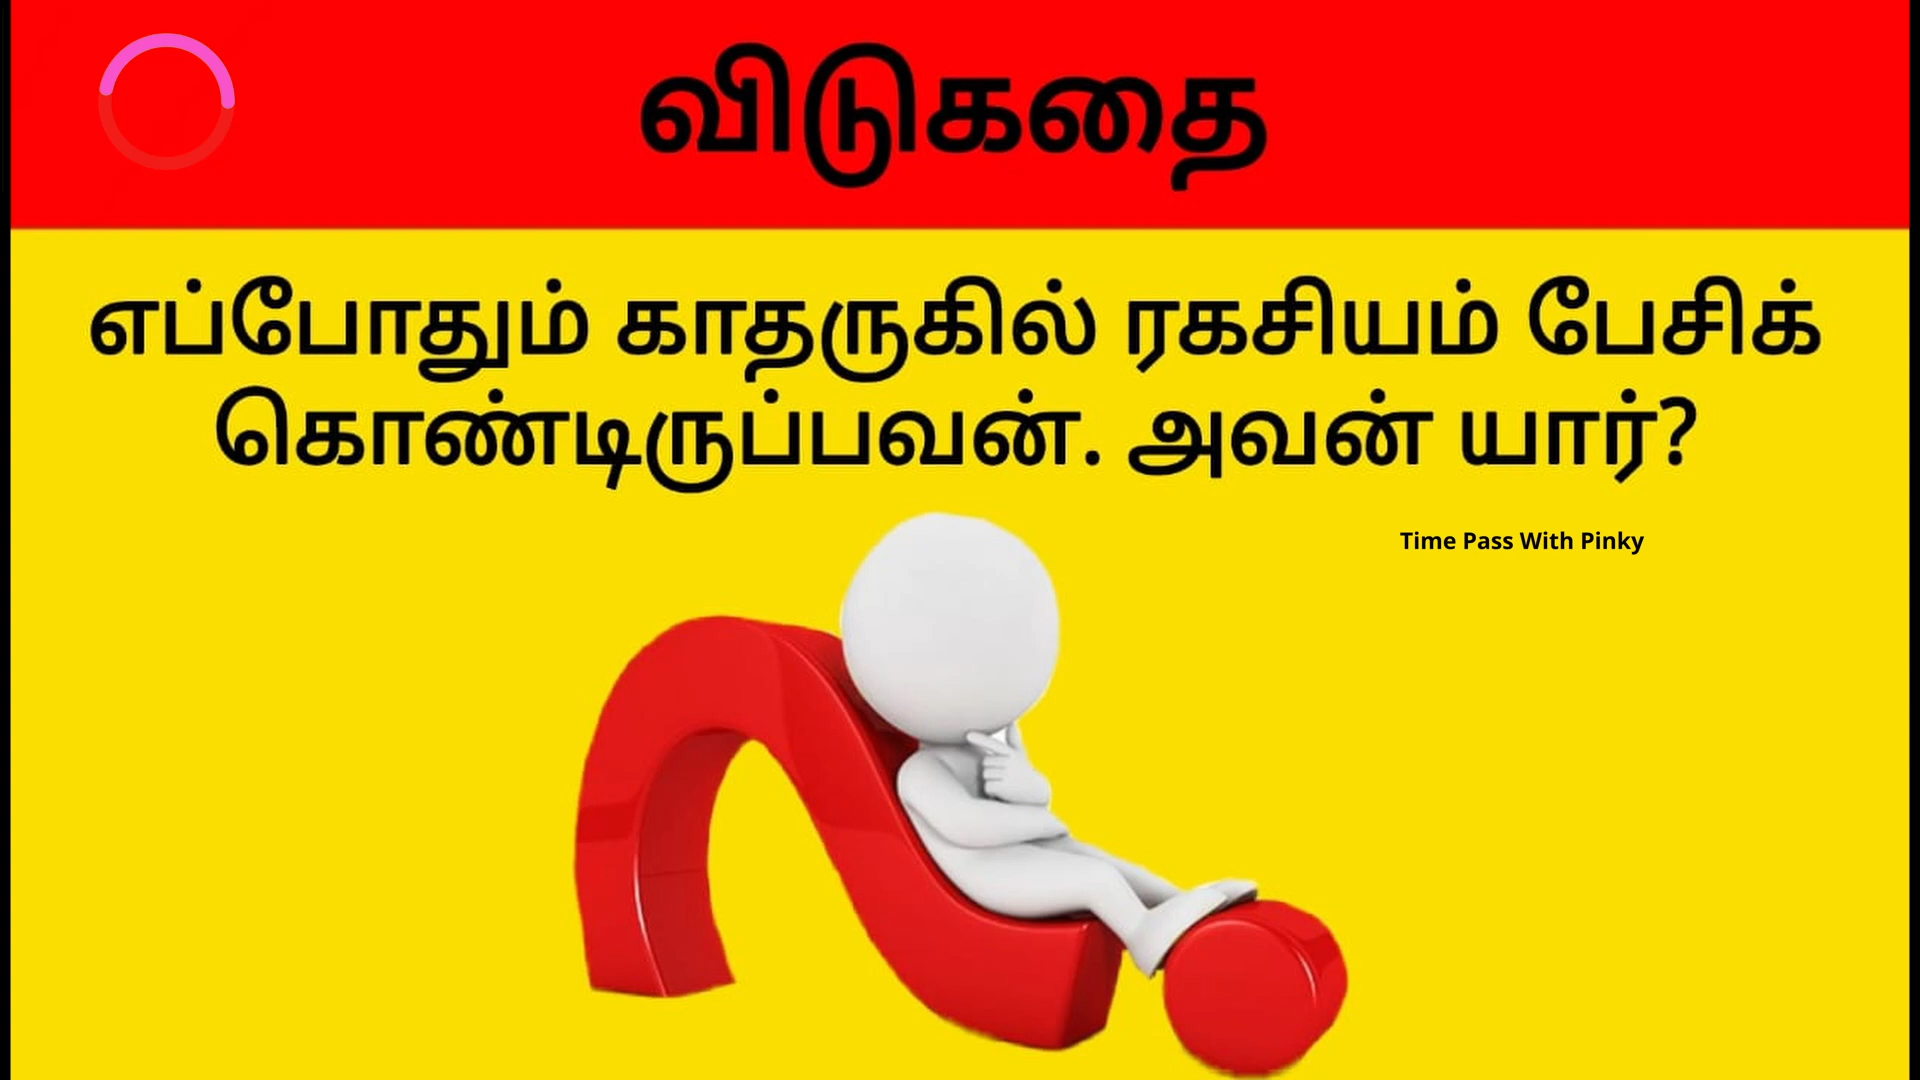 விடுகதை
எப்போதும் காதருகில் ரகசியம் பேசிக்
கொண்டிருப்பவன். அவன் யார்?
Time Pass With Pinky